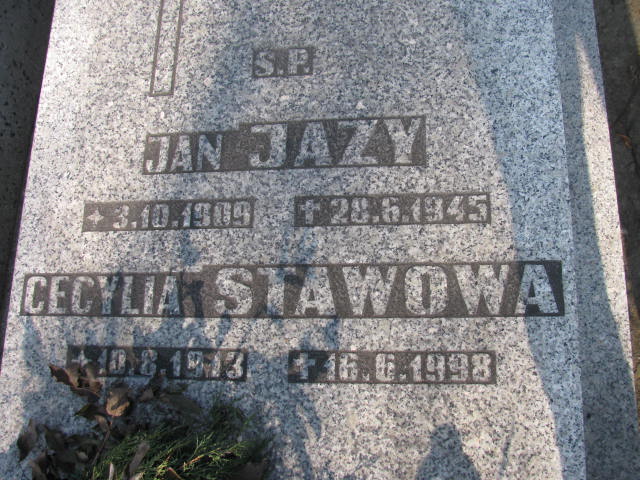 S.P.
JAN JAZY
3.10.1909 28.6.1945
CECYLIA STAWOWA
10.8.1913 16.6.1998